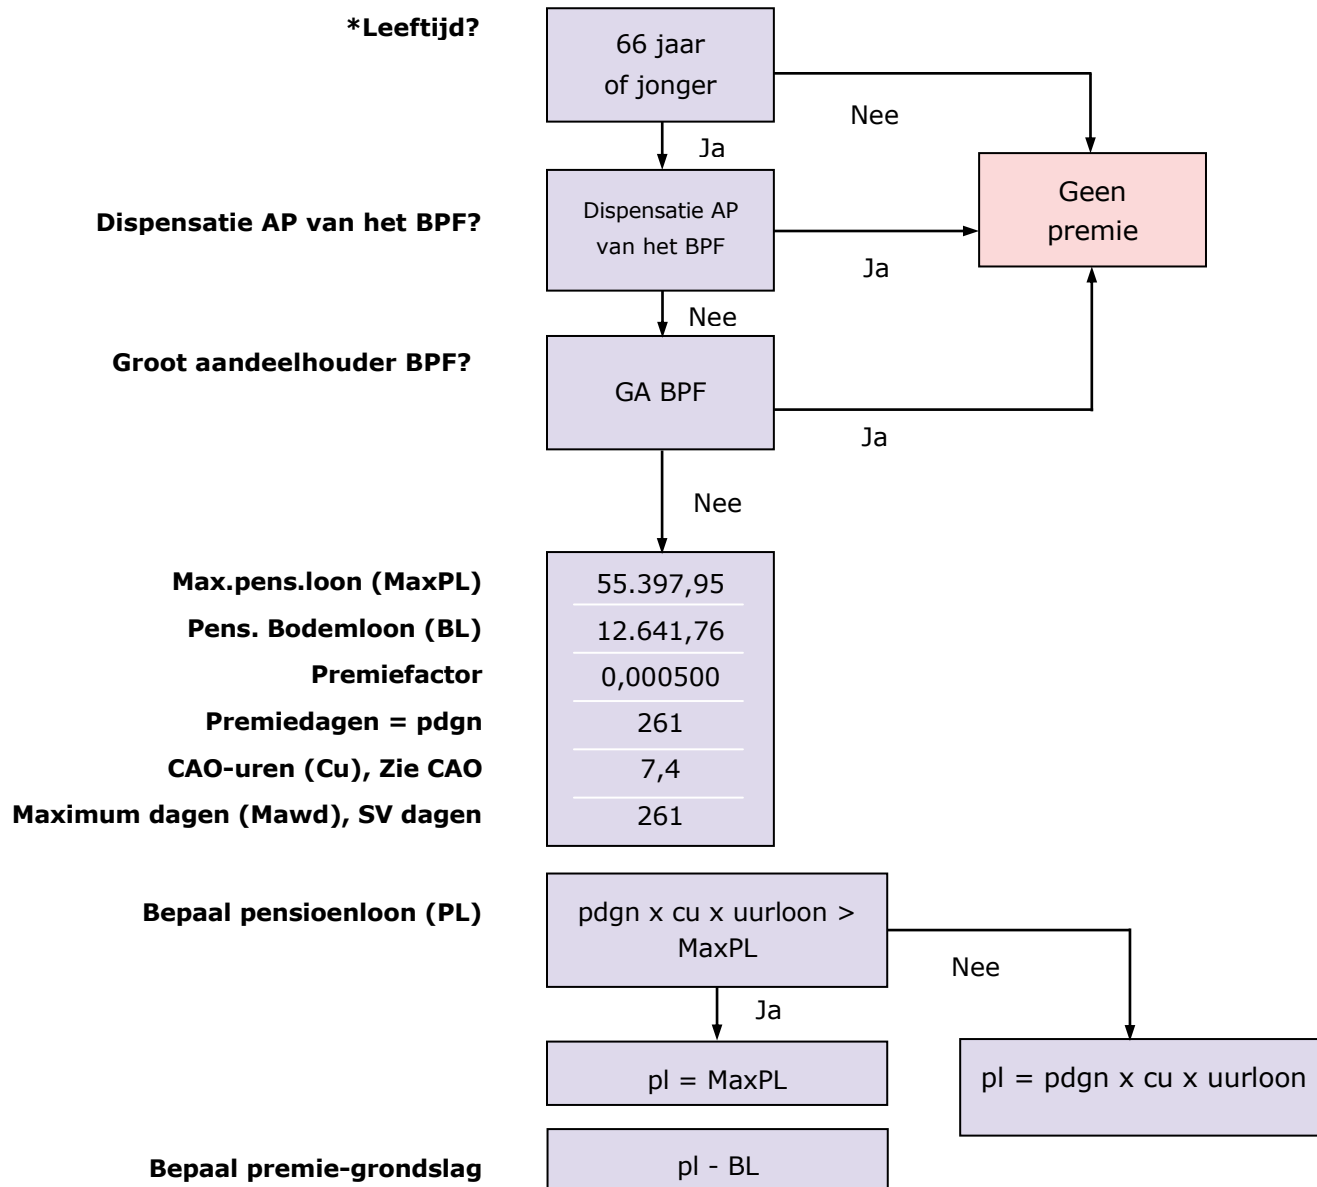 *Leeftijd?
66 jaar
of jonger
Nee
Ja
Dispensatie AP van het BPF?
Dispensatie AP
van het BPF
Geen
premie
Ja
Nee
Groot aandeelhouder BPF?
GA BPF
Ja
Nee
Max.pens.loon (MaxPL)
55.397,95
Pens. Bodemloon (BL)
12.641,76
Premiefactor
0,000500
Premiedagen = pdgn
261
CAO-uren (Cu), Zie CAO
7,4
Maximum dagen (Mawd), SV dagen
261
Bepaal pensioenloon (PL)
pdgn x cu x uurloon >
MaxPL
Nee
Ja
pl = MaxPL
pl = pdgn x cu x uurloon
Bepaal premie-grondslag
pl - BL